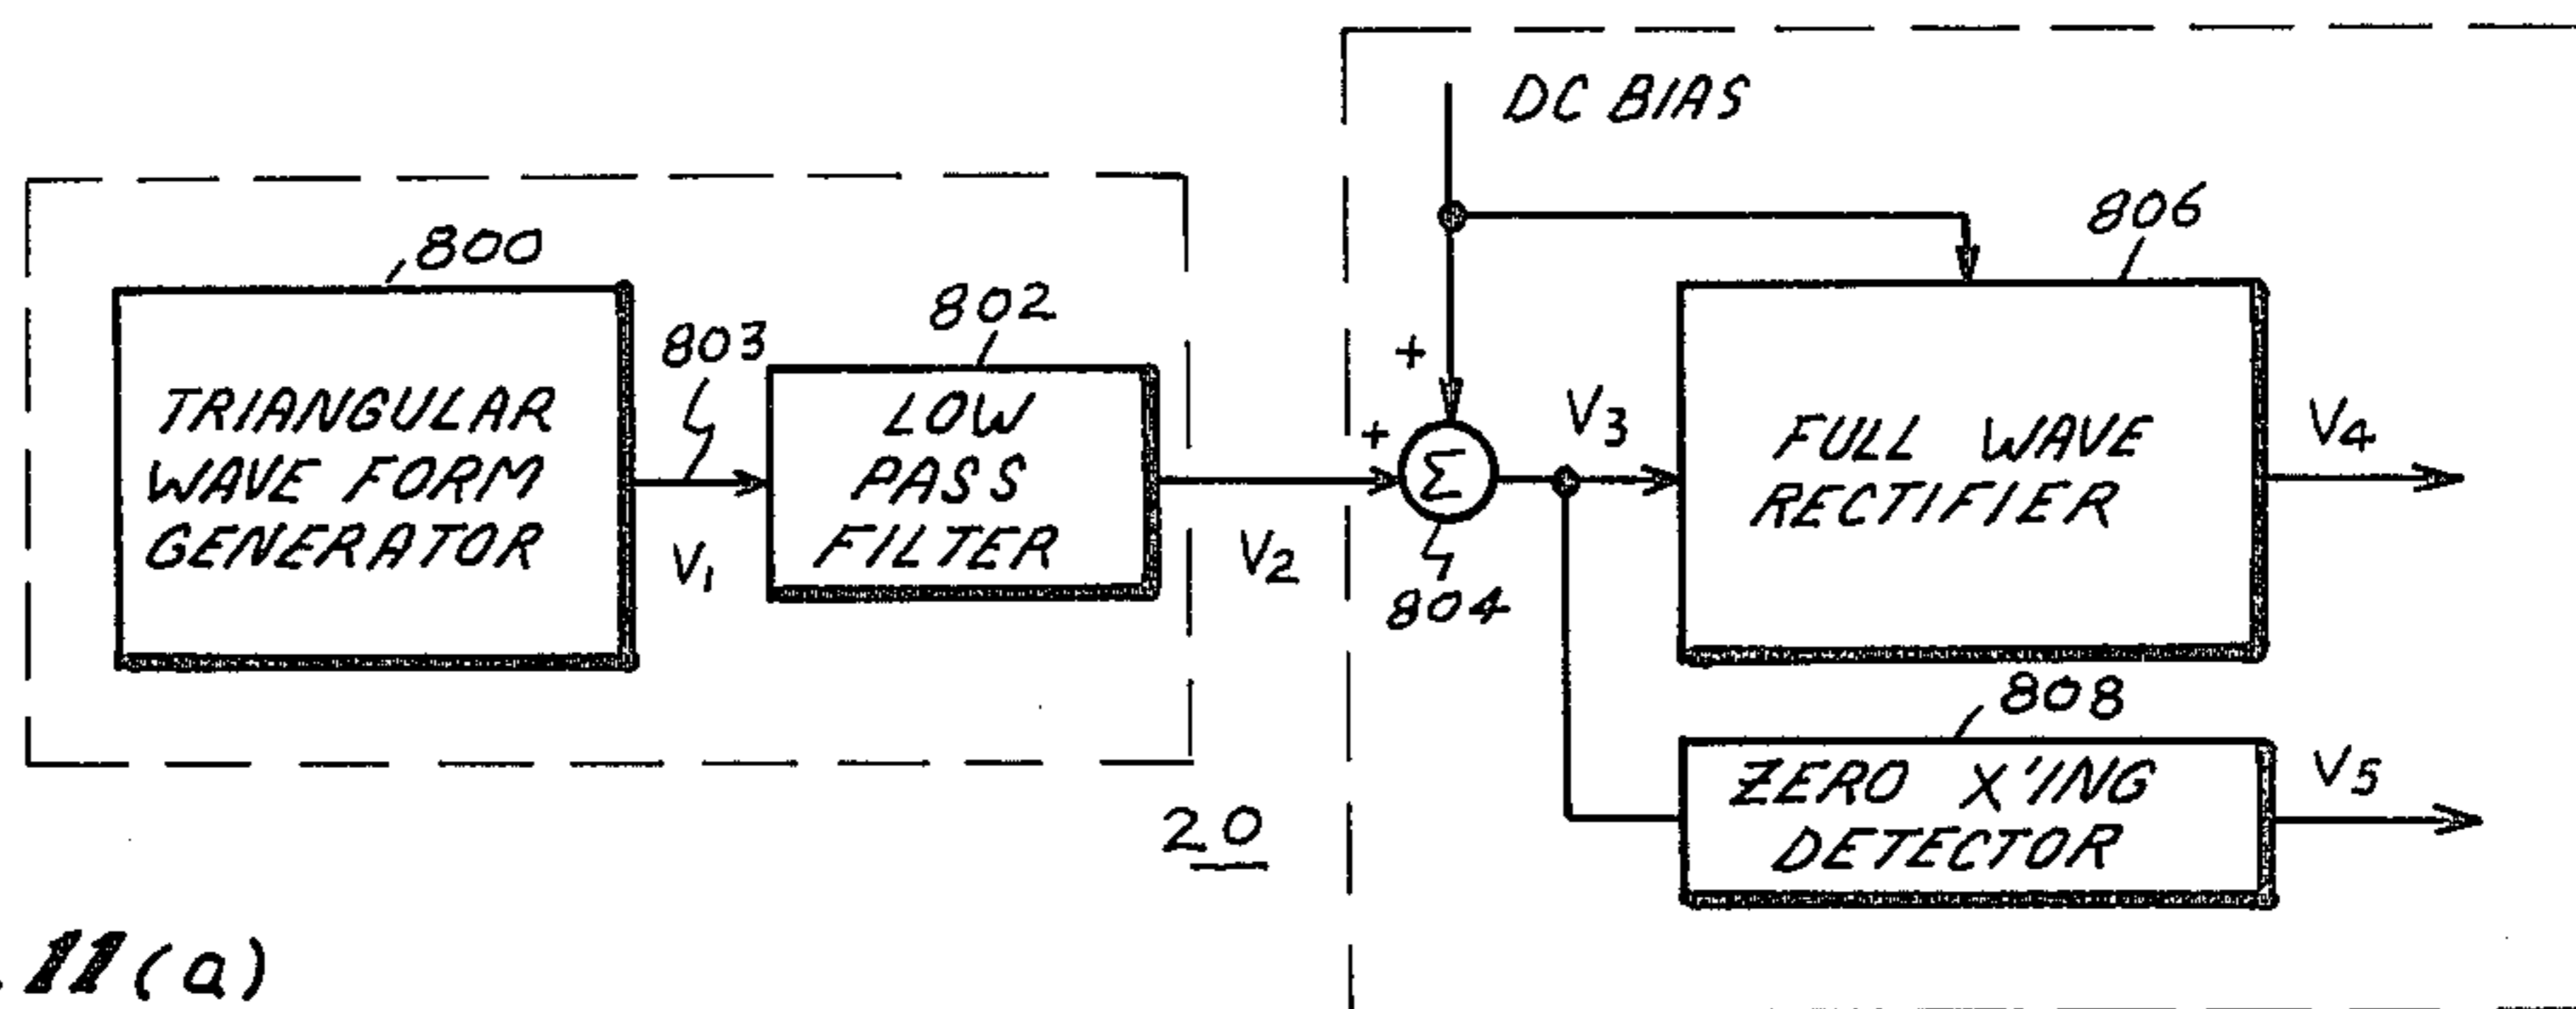 DC BIAS
806
800
802
803
+
+
TRIANGULAR
WAVE FORM
GENERATOR
V1
LOW
PASS
FILTER
V2
Σ
804
V3
FULL WAVE
RECTIFIER
V4
808
ZERO X'ING
DETECTOR
V5
20
. 11(a)